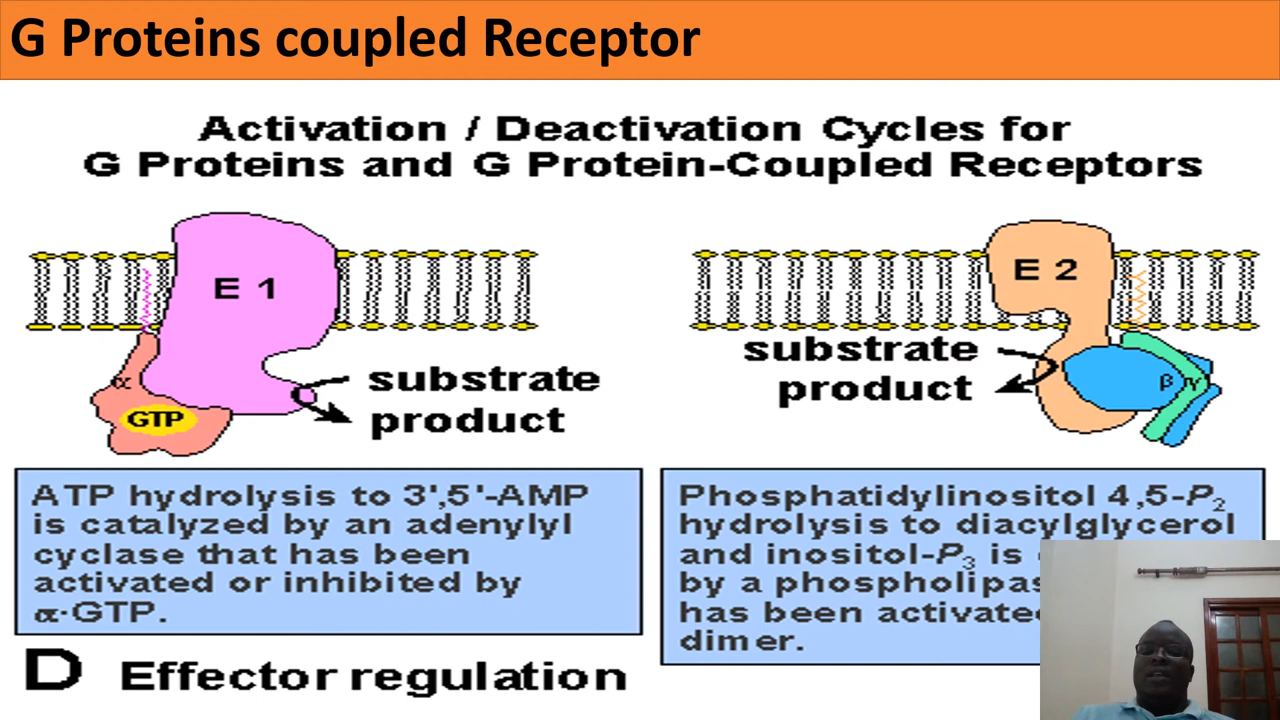 G Proteins coupled Receptor
Activation / Deactivation Cycles for
G Proteins and G Protein-Coupled Receptors
E 1
E 2
α
GTP
substrate
product
substrate
product
β γ
ATP hydrolysis to 3',5'-AMP
is catalyzed by an adenylyl
cyclase that has been
activated or inhibited by
α·GTP.
Phosphatidylinositol 4,5-P₂
hydrolysis to diacylglycerol
and inositol-P₃ is
by a
has been
dimer.
D Effector regulation